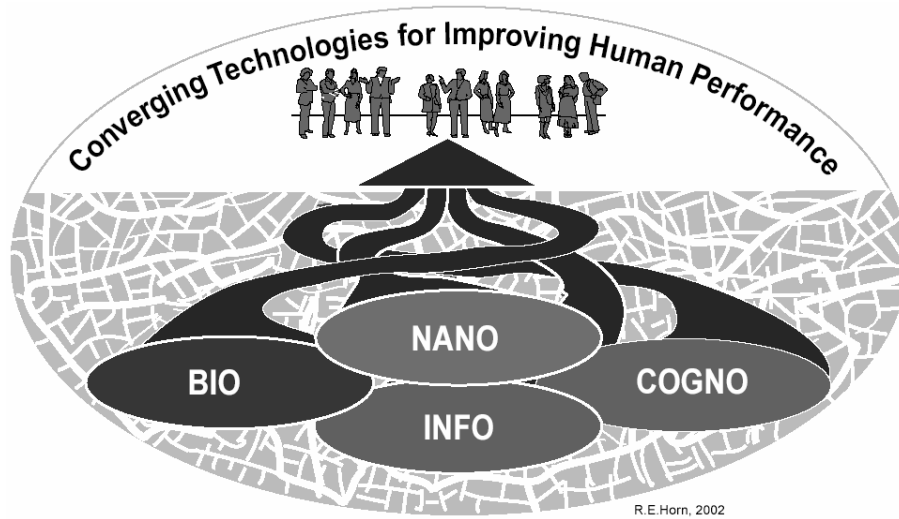 Converging Technologies for Improving Human Performance
NANO
BIO
COGNO
INFO
R.E.Horn, 2002